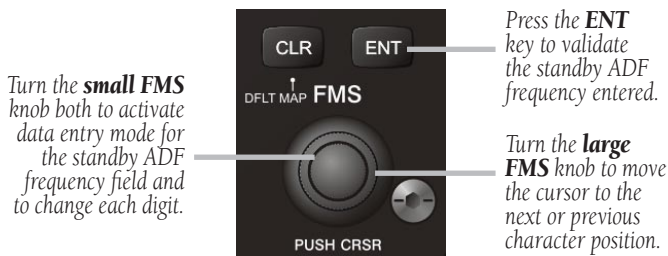 Turn the small FMS
knob both to activate
data entry mode for
the standby ADF
frequency field and
to change each digit.
CLR
ENT
DFLT MAP FMS
PUSH CRSR
Press the ENT
key to validate
the standby ADF
frequency entered.
Turn the large
FMS knob to move
the cursor to the
next or previous
character position.